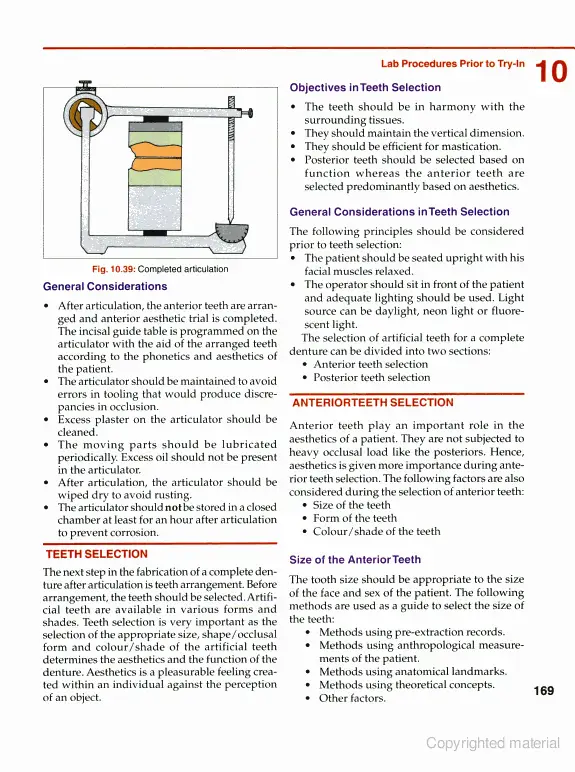 Lab Procedures Prior to Try-In
10
Fig. 10.39: Completed articulation
General Considerations
• After articulation, the anterior teeth are arran-
ged and anterior aesthetic trial is completed.
The incisal guide table is programmed on the
articulator with the aid of the arranged teeth
according to the phonetics and aesthetics of
the patient.
• The articulator should be maintained to avoid
errors in tooling that would produce discre-
pancies in occlusion.
• Excess plaster on the articulator should be
cleaned.
• The moving parts should be lubricated
periodically. Excess oil should not be present
in the articulator.
• After articulation, the articulator should be
wiped dry to avoid rusting.
• The articulator should not be stored in a closed
chamber at least for an hour after articulation
to prevent corrosion.
TEETH SELECTION
The next step in the fabrication of a complete den-
ture after articulation is teeth arrangement. Before
arrangement, the teeth should be selected. Artifi-
cial teeth are available in various forms and
shades. Teeth selection is very important as the
selection of the appropriate size, shape/occlusal
form and colour/shade of the artificial teeth
determines the aesthetics and the function of the
denture. Aesthetics is a pleasurable feeling crea-
ted within an individual against the perception
of an object.
Objectives in Teeth Selection
• The teeth should be in harmony with the
surrounding tissues.
• They should maintain the vertical dimension.
• They should be efficient for mastication.
• Posterior teeth should be selected based on
function whereas the anterior teeth are
selected predominantly based on aesthetics.
General Considerations in Teeth Selection
The following principles should be considered
prior to teeth selection:
• The patient should be seated upright with his
facial muscles relaxed.
• The operator should sit in front of the patient
and adequate lighting should be used. Light
source can be daylight, neon light or fluore-
scent light.
The selection of artificial teeth for a complete
denture can be divided into two sections:
• Anterior teeth selection
• Posterior teeth selection
ANTERIOR TEETH SELECTION
Anterior teeth play an important role in the
aesthetics of a patient. They are not subjected to
heavy occlusal load like the posteriors. Hence,
aesthetics is given more importance during ante-
rior teeth selection. The following factors are also
considered during the selection of anterior teeth:
• Size of the teeth
• Form of the teeth
• Colour/shade of the teeth
Size of the Anterior Teeth
The tooth size should be appropriate to the size
of the face and sex of the patient. The following
methods are used as a guide to select the size of
the teeth:
• Methods using pre-extraction records.
• Methods using anthropological measure-
ments of the patient.
• Methods using anatomical landmarks.
• Methods using theoretical concepts.
• Other factors.
169
Copyrighted material